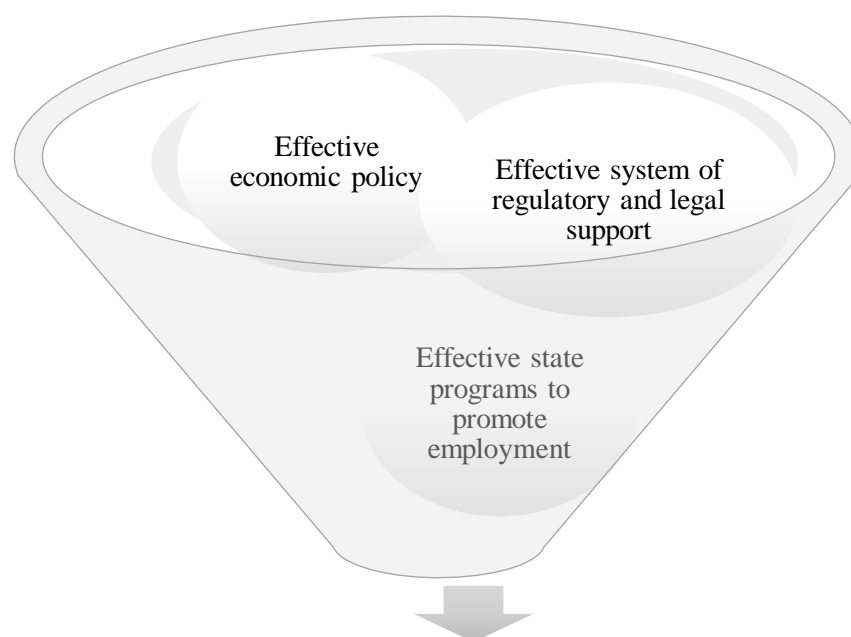 Effective
economic policy
Effective system of
regulatory and legal
support
Effective state
programs to
promote
employment